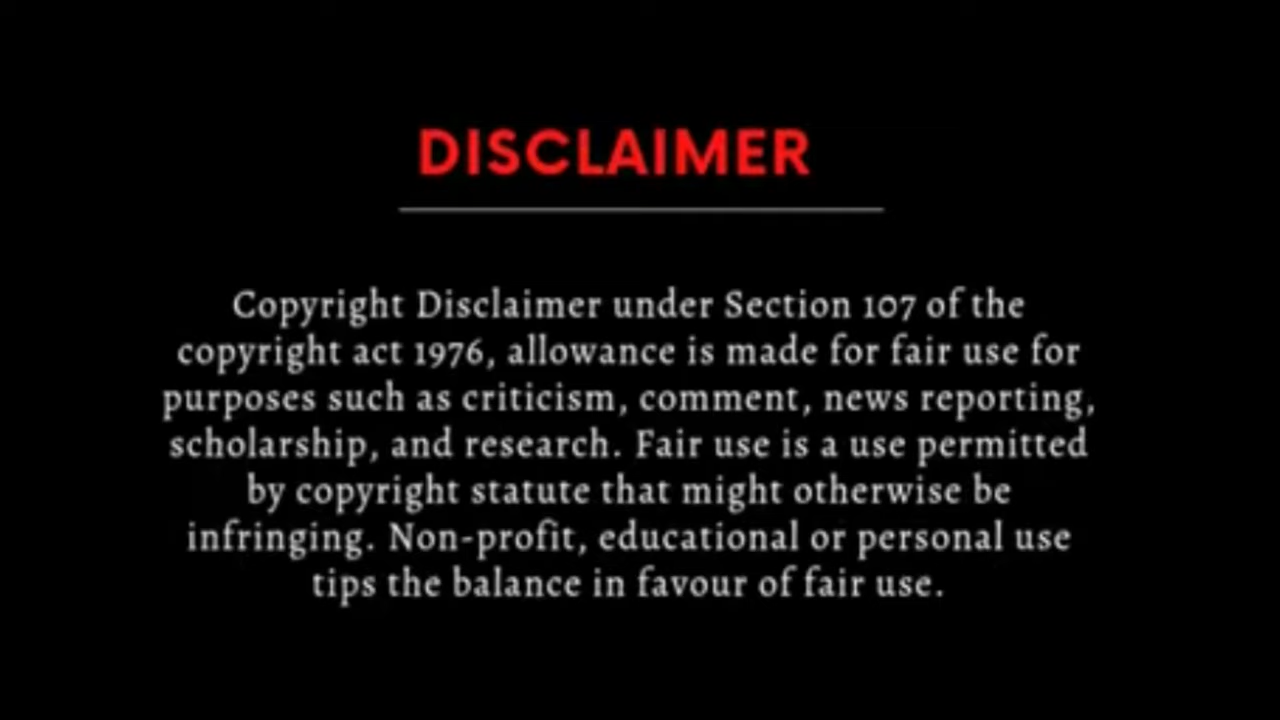 DISCLAIMER
Copyright Disclaimer under Section 107 of the
copyright act 1976, allowance is made for fair use for
purposes such as criticism, comment, news reporting,
scholarship, and research. Fair use is a use permitted
by copyright statute that might otherwise be
infringing. Non-profit, educational or personal use
tips the balance in favour of fair use.